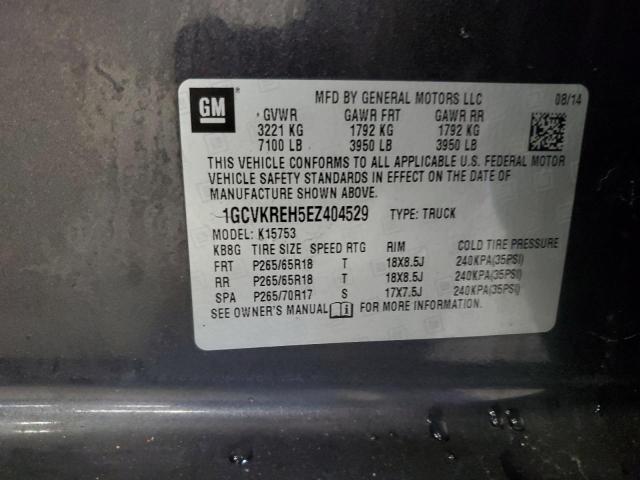 GM
MFD BY GENERAL MOTORS LLC 08/14
GVWR GAWR FRT GAWR RR
3221 KG 1792 KG 1792 KG
7100 LB 3950 LB 3950 LB
THIS VEHICLE CONFORMS TO ALL APPLICABLE U.S. FEDERAL MOTOR
VEHICLE SAFETY STANDARDS IN EFFECT ON THE DATE OF
MANUFACTURE SHOWN ABOVE.
1GCVKREH5EZ404529 TYPE: TRUCK
MODEL: K15753
KB8G TIRE SIZE SPEED RTG RIM COLD TIRE PRESSURE
FRT P265/65R18 T 18X8.5J 240KPA(35PSI)
RR P265/65R18 T 18X8.5J 240KPA(35PSI)
SPA P265/70R17 S 17X7.5J 240KPA(35PSI)
SEE OWNER'S MANUAL FOR MORE INFORMATION.